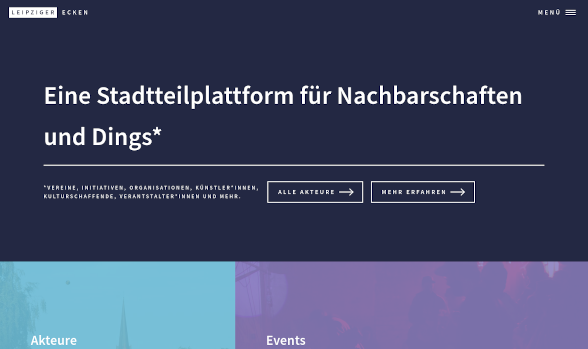 LEIPZIGER ECKEN
MENÜ
Eine Stadtteilplattform für Nachbarschaften
und Dings*
*VEREINE, INITIATIVEN, ORGANISATIONEN, KÜNSTLER*INNEN,
KULTURSCHAFFENDE, VERANTSTALTER*INNEN UND MEHR.
ALLE AKTEURE
MEHR ERFAHREN
Akteure
Events